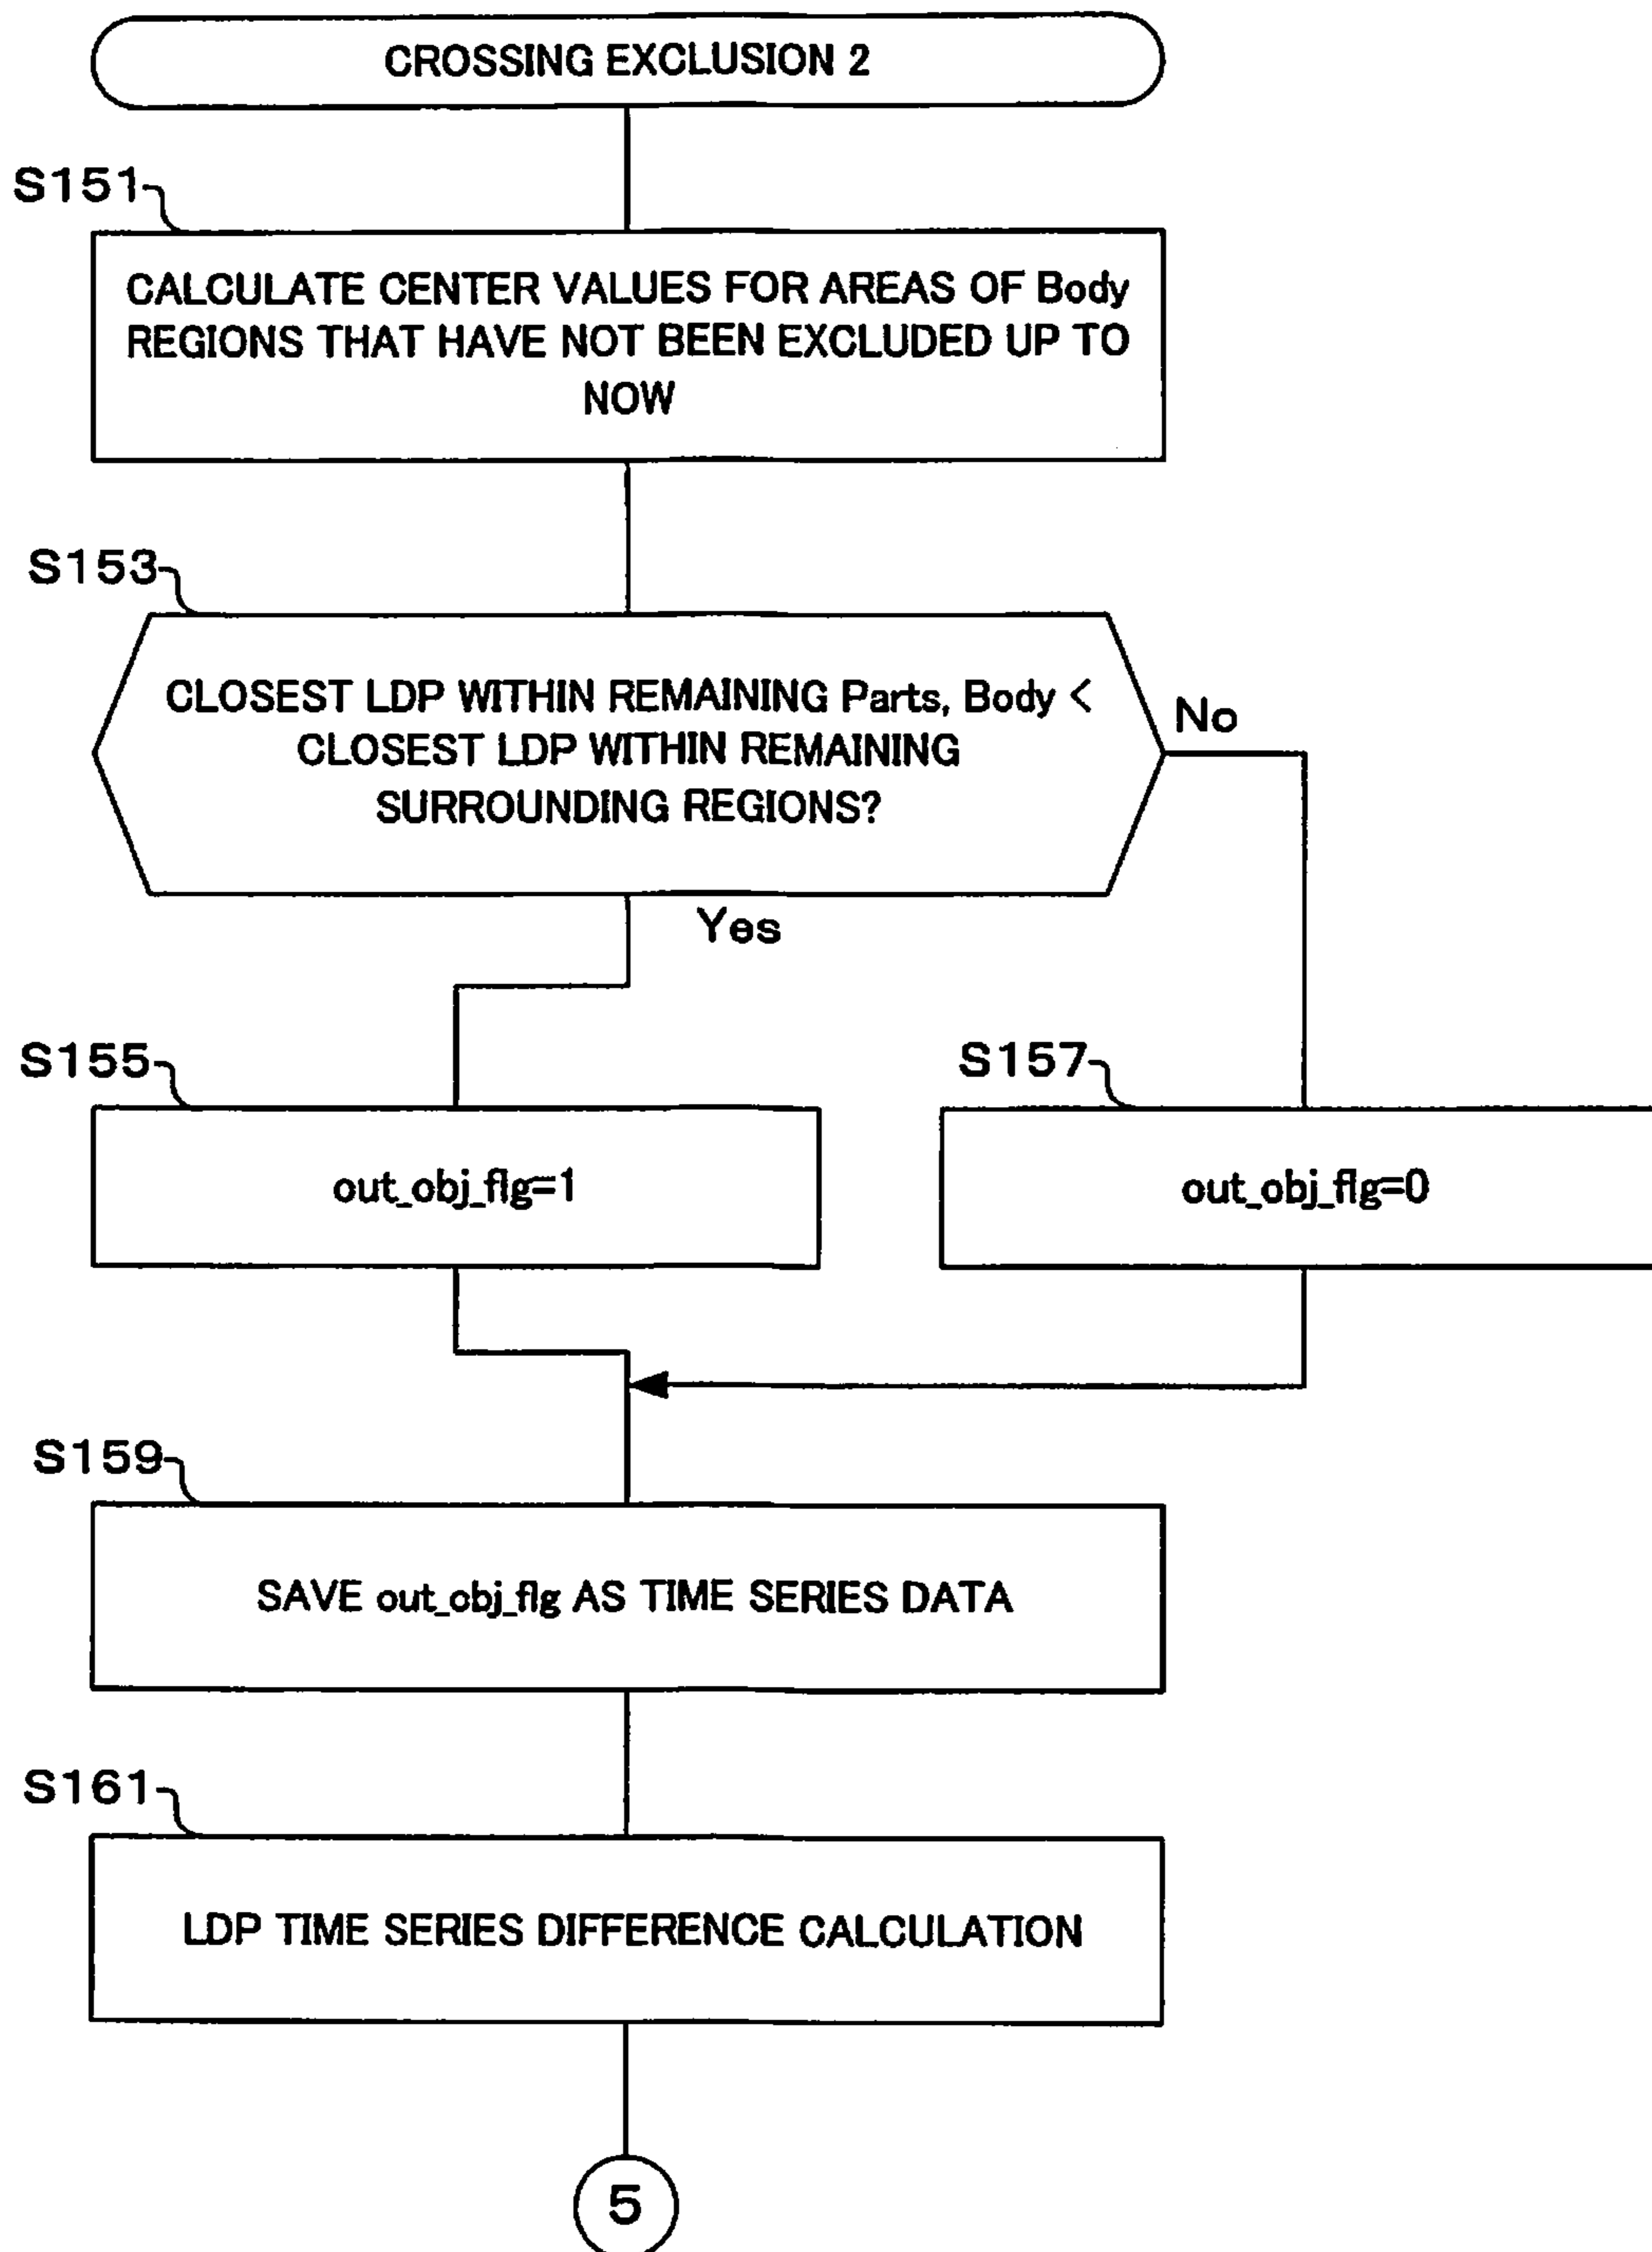 CROSSING EXCLUSION 2
S151
CALCULATE CENTER VALUES FOR AREAS OF Body
REGIONS THAT HAVE NOT BEEN EXCLUDED UP TO
NOW
S153
CLOSEST LDP WITHIN REMAINING Parts, Body <
CLOSEST LDP WITHIN REMAINING
SURROUNDING REGIONS?
No
Yes
S155
S157
out_obj_flg=1
out_obj_flg=0
S159
SAVE out_obj_flg AS TIME SERIES DATA
S161
LDP TIME SERIES DIFFERENCE CALCULATION
5